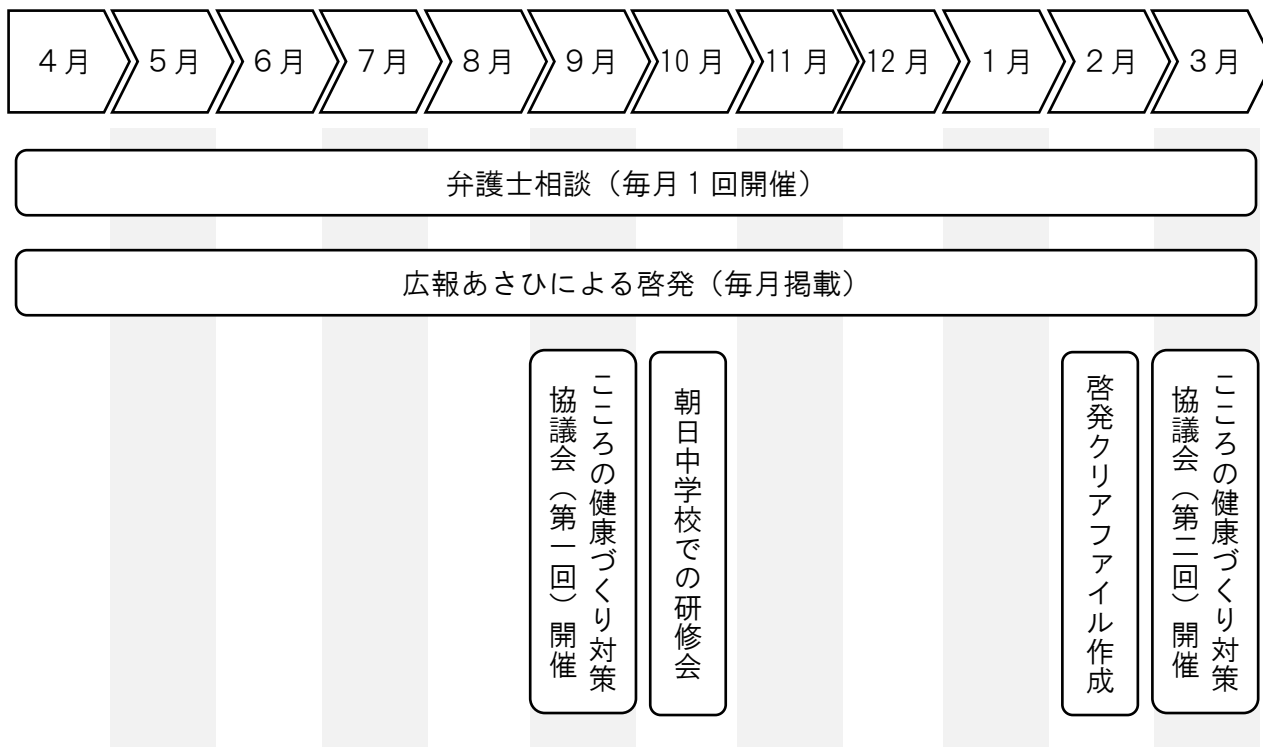 4月
5月
6月
7月
8月
9月
10月
11月
12月
1月
2月
3月
弁護士相談（毎月１回開催）
広報あさひによる啓発（毎月掲載）
こころの健康づくり対策
協議会（第一回）開催
朝日中学校での研修会
啓発クリアファイル作成
こころの健康づくり対策
協議会（第二回）開催